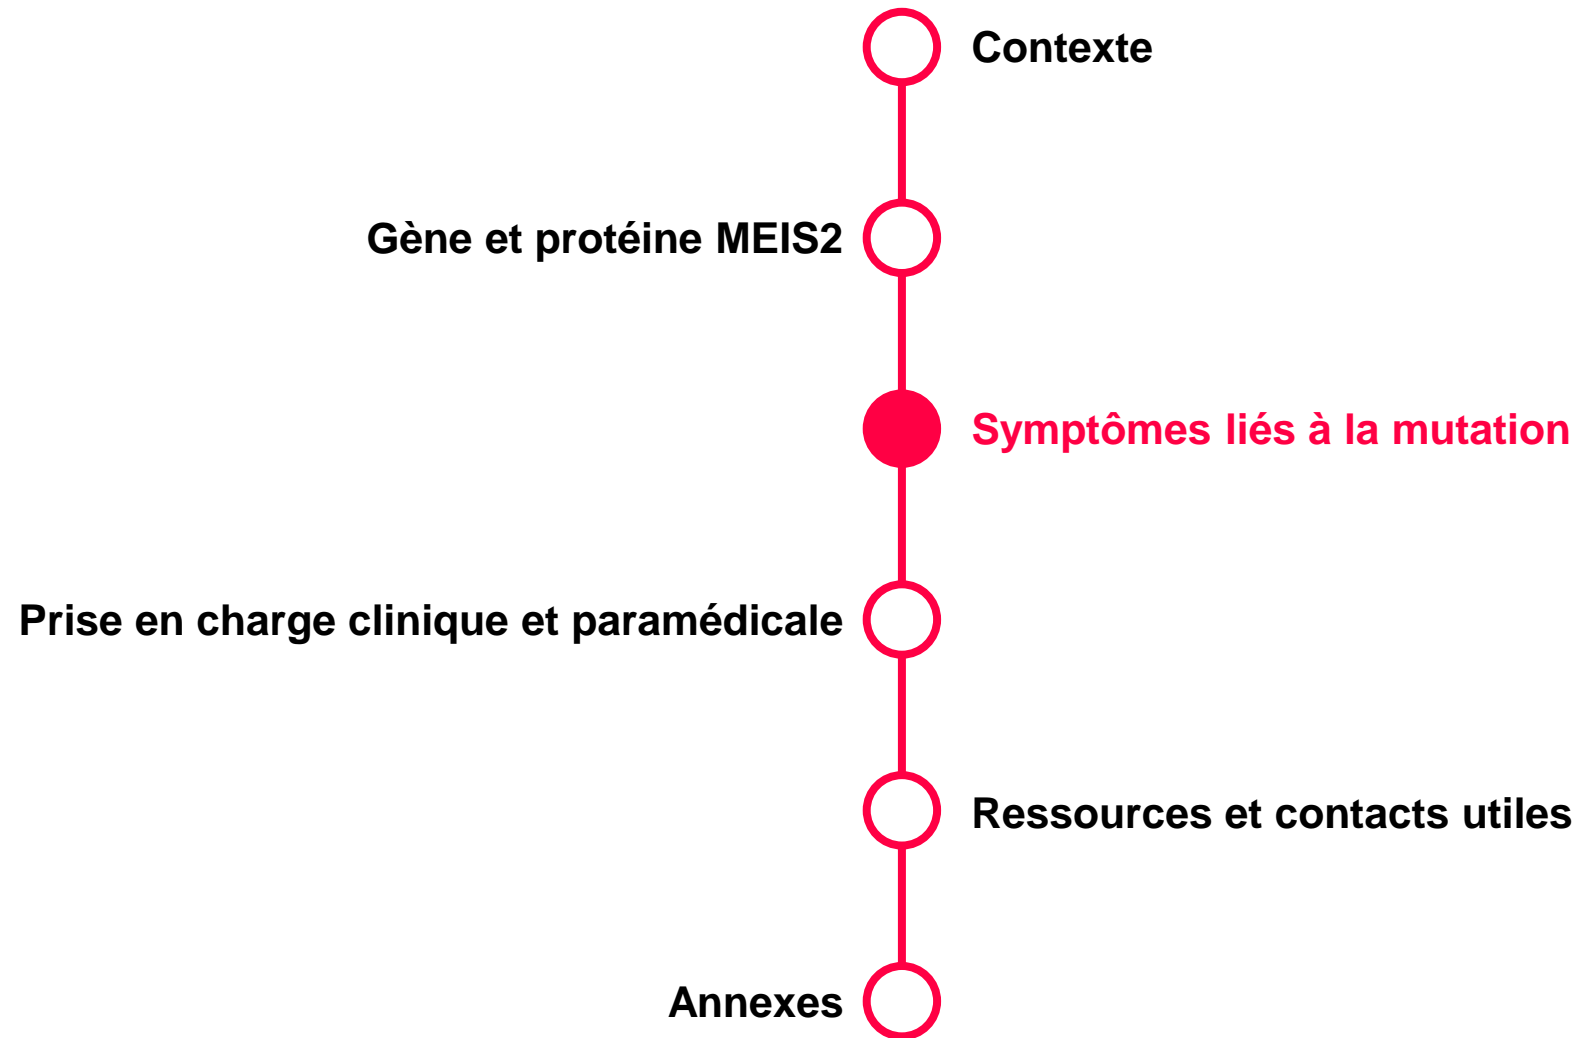 Contexte
Gène et protéine MEIS2
Symptômes liés à la mutation
Prise en charge clinique et paramédicale
Ressources et contacts utiles
Annexes